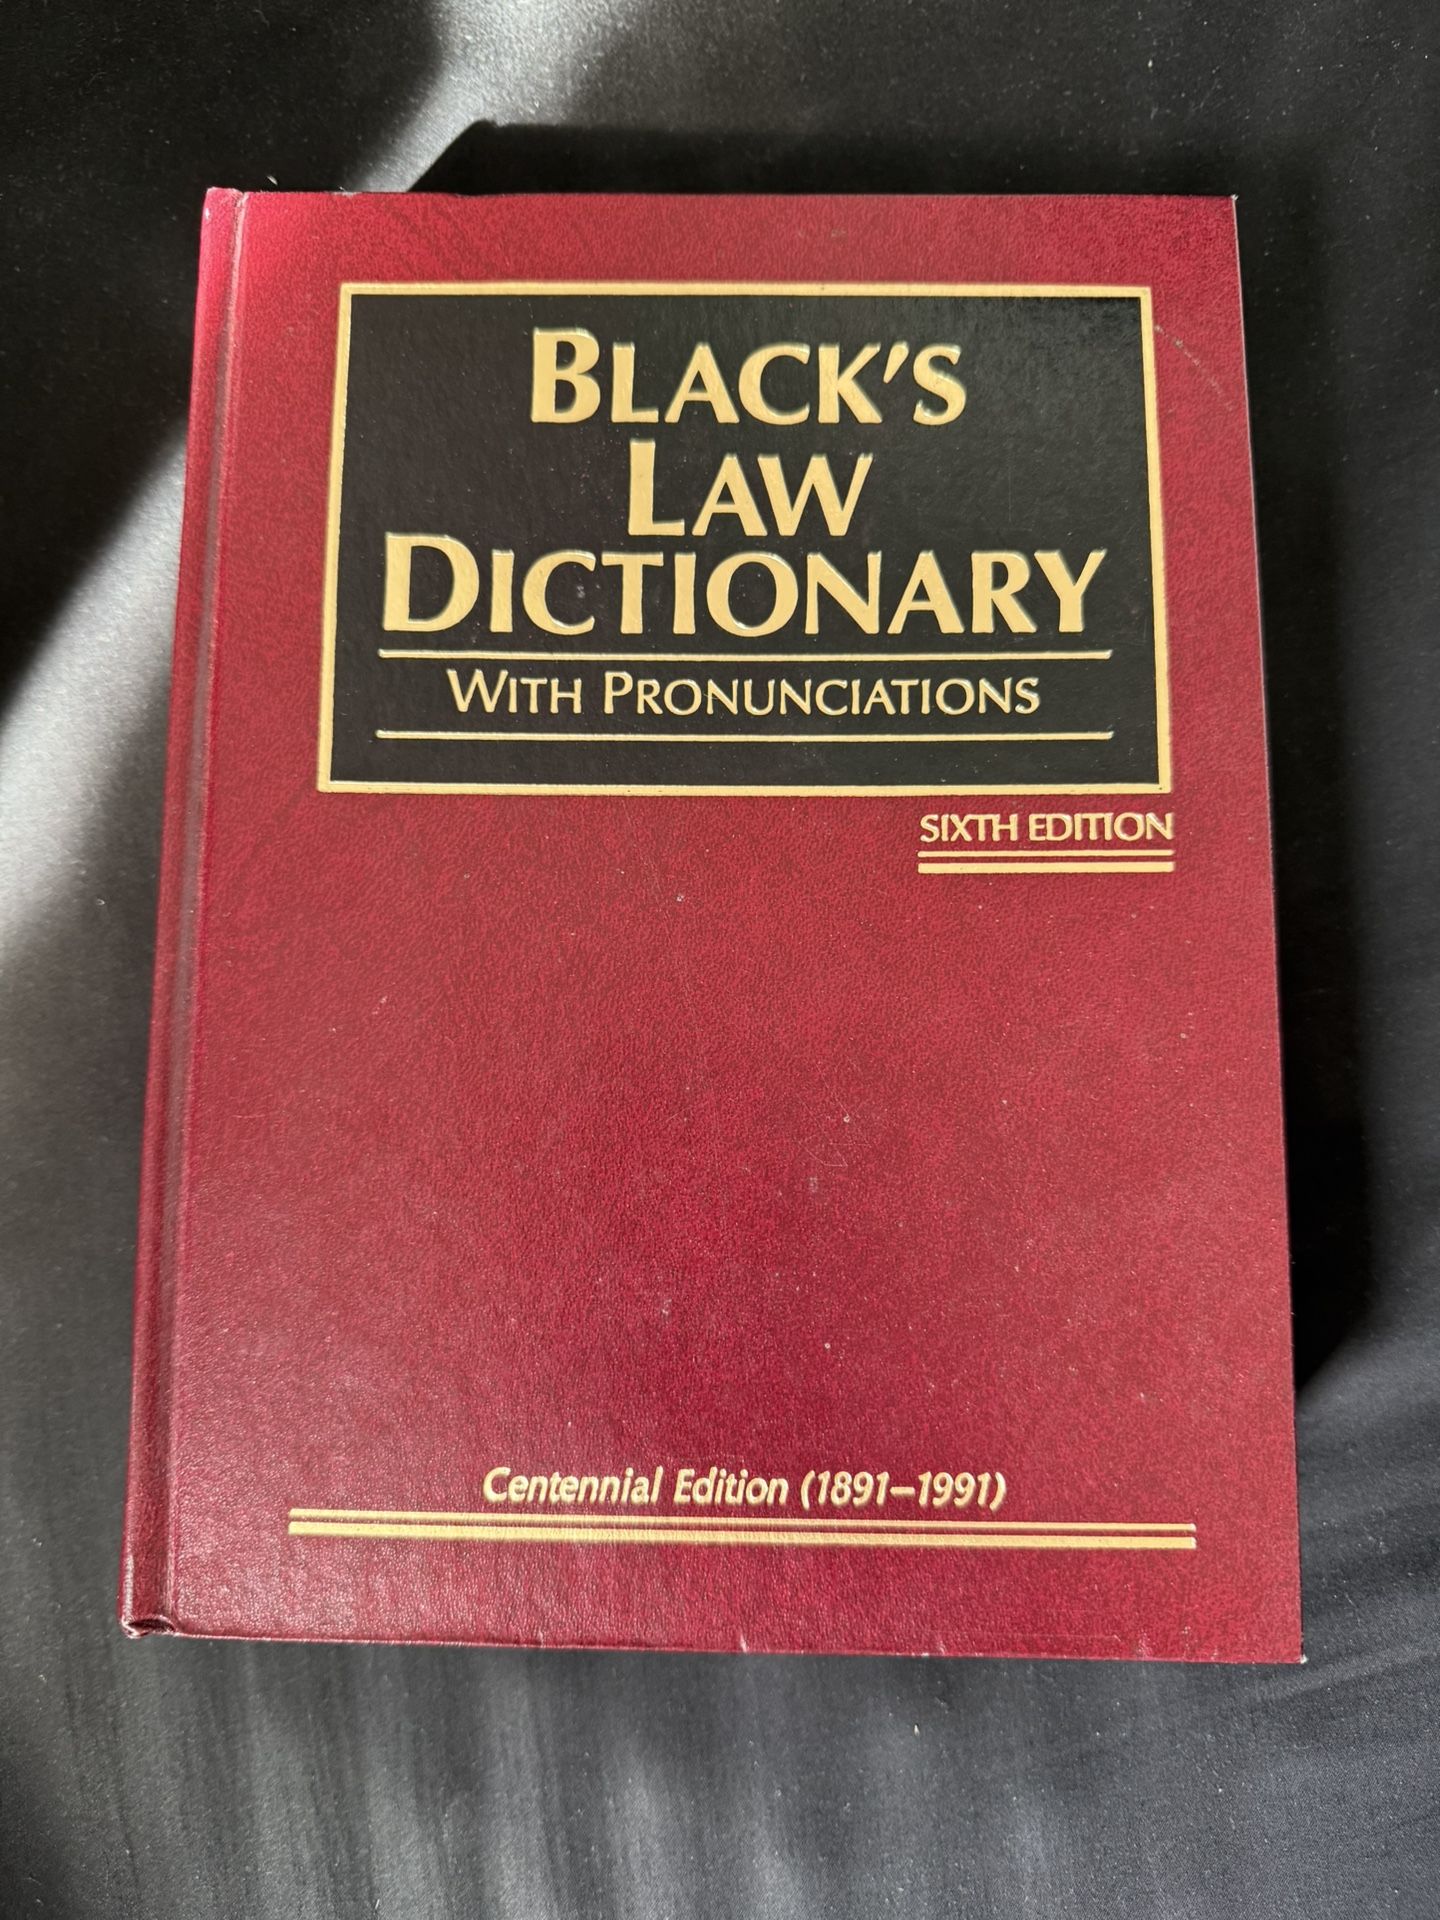 BLACK'S
LAW
DICTIONARY
WITH PRONUNCIATIONS
SIXTH EDITION
Centennial Edition (1891–1991)